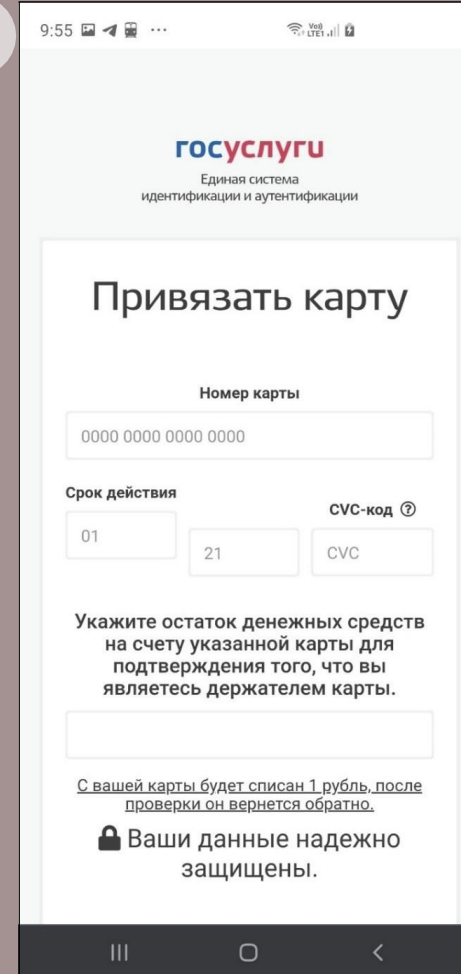 9:55
Vo))
LTE1
госуслуги
Единая система
идентификации и аутентификации
Привязать карту
Номер карты
0000 0000 0000 0000
Срок действия
CVC-код
01
21
CVC
Укажите остаток денежных средств
на счету указанной карты для
подтверждения того, что вы
являетесь держателем карты.
С вашей карты будет списан 1 рубль, после
проверки он вернется обратно.
Ваши данные надежно
защищены.